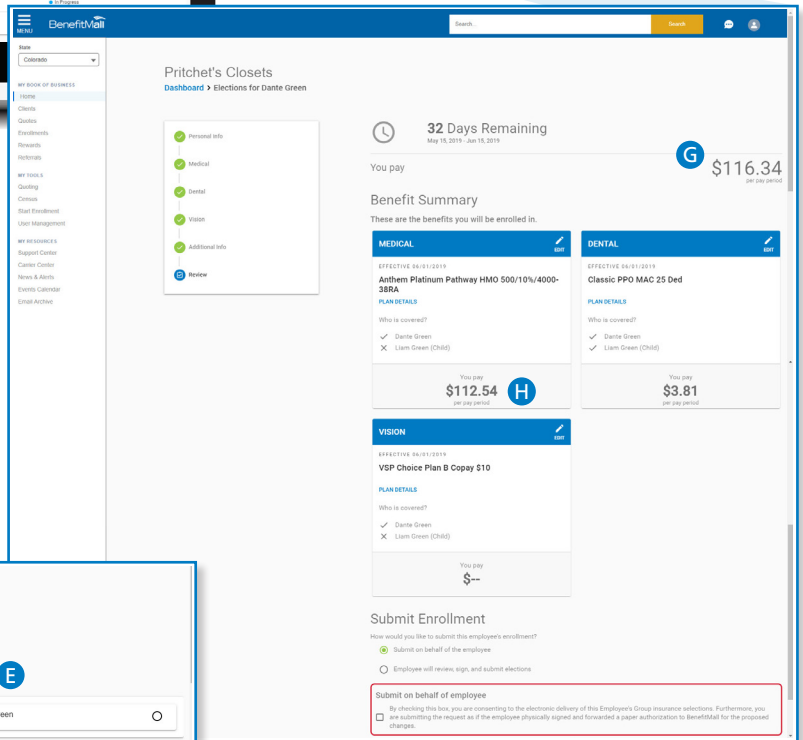 In Progress
MENU
BenefitMall
Search...
Search
State
Colorado
MY BOOK OF BUSINESS
Home
Clients
Quotes
Enrollments
Rewards
Referrals
MY TOOLS
Quoting
Census
Start Enrollment
User Management
MY RESOURCES
Support Center
Carrier Center
News & Alerts
Events Calendar
Email Archive
Pritchet's Closets
Dashboard > Elections for Dante Green
Personal Info
Medical
Dental
Vision
Additional Info
Review
32 Days Remaining
May 15, 2019 - Jun 15, 2019
You pay
G
$116.34
per pay period
Benefit Summary
These are the benefits you will be enrolled in.
MEDICAL
EDIT
EFFECTIVE 06/01/2019
Anthem Platinum Pathway HMO 500/10%/4000-
38RA
PLAN DETAILS
Who is covered?
Dante Green
Liam Green (Child)
You pay
$112.54
H
per pay period
DENTAL
EDIT
EFFECTIVE 06/01/2019
Classic PPO MAC 25 Ded
PLAN DETAILS
Who is covered?
Dante Green
Liam Green (Child)
You pay
$3.81
per pay period
VISION
EDIT
EFFECTIVE 06/01/2019
VSP Choice Plan B Copay $10
PLAN DETAILS
Who is covered?
Dante Green
Liam Green (Child)
You pay
$--
Submit Enrollment
How would you like to submit this employee's enrollment?
Submit on behalf of the employee
Employee will review, sign, and submit elections
Submit on behalf of employee
By checking this box, you are consenting to the electronic delivery of this Employee's Group insurance selections. Furthermore, you
are submitting the request as if the employee physically signed and forwarded a paper authorization to BenefitMall for the proposed
changes.
E
een